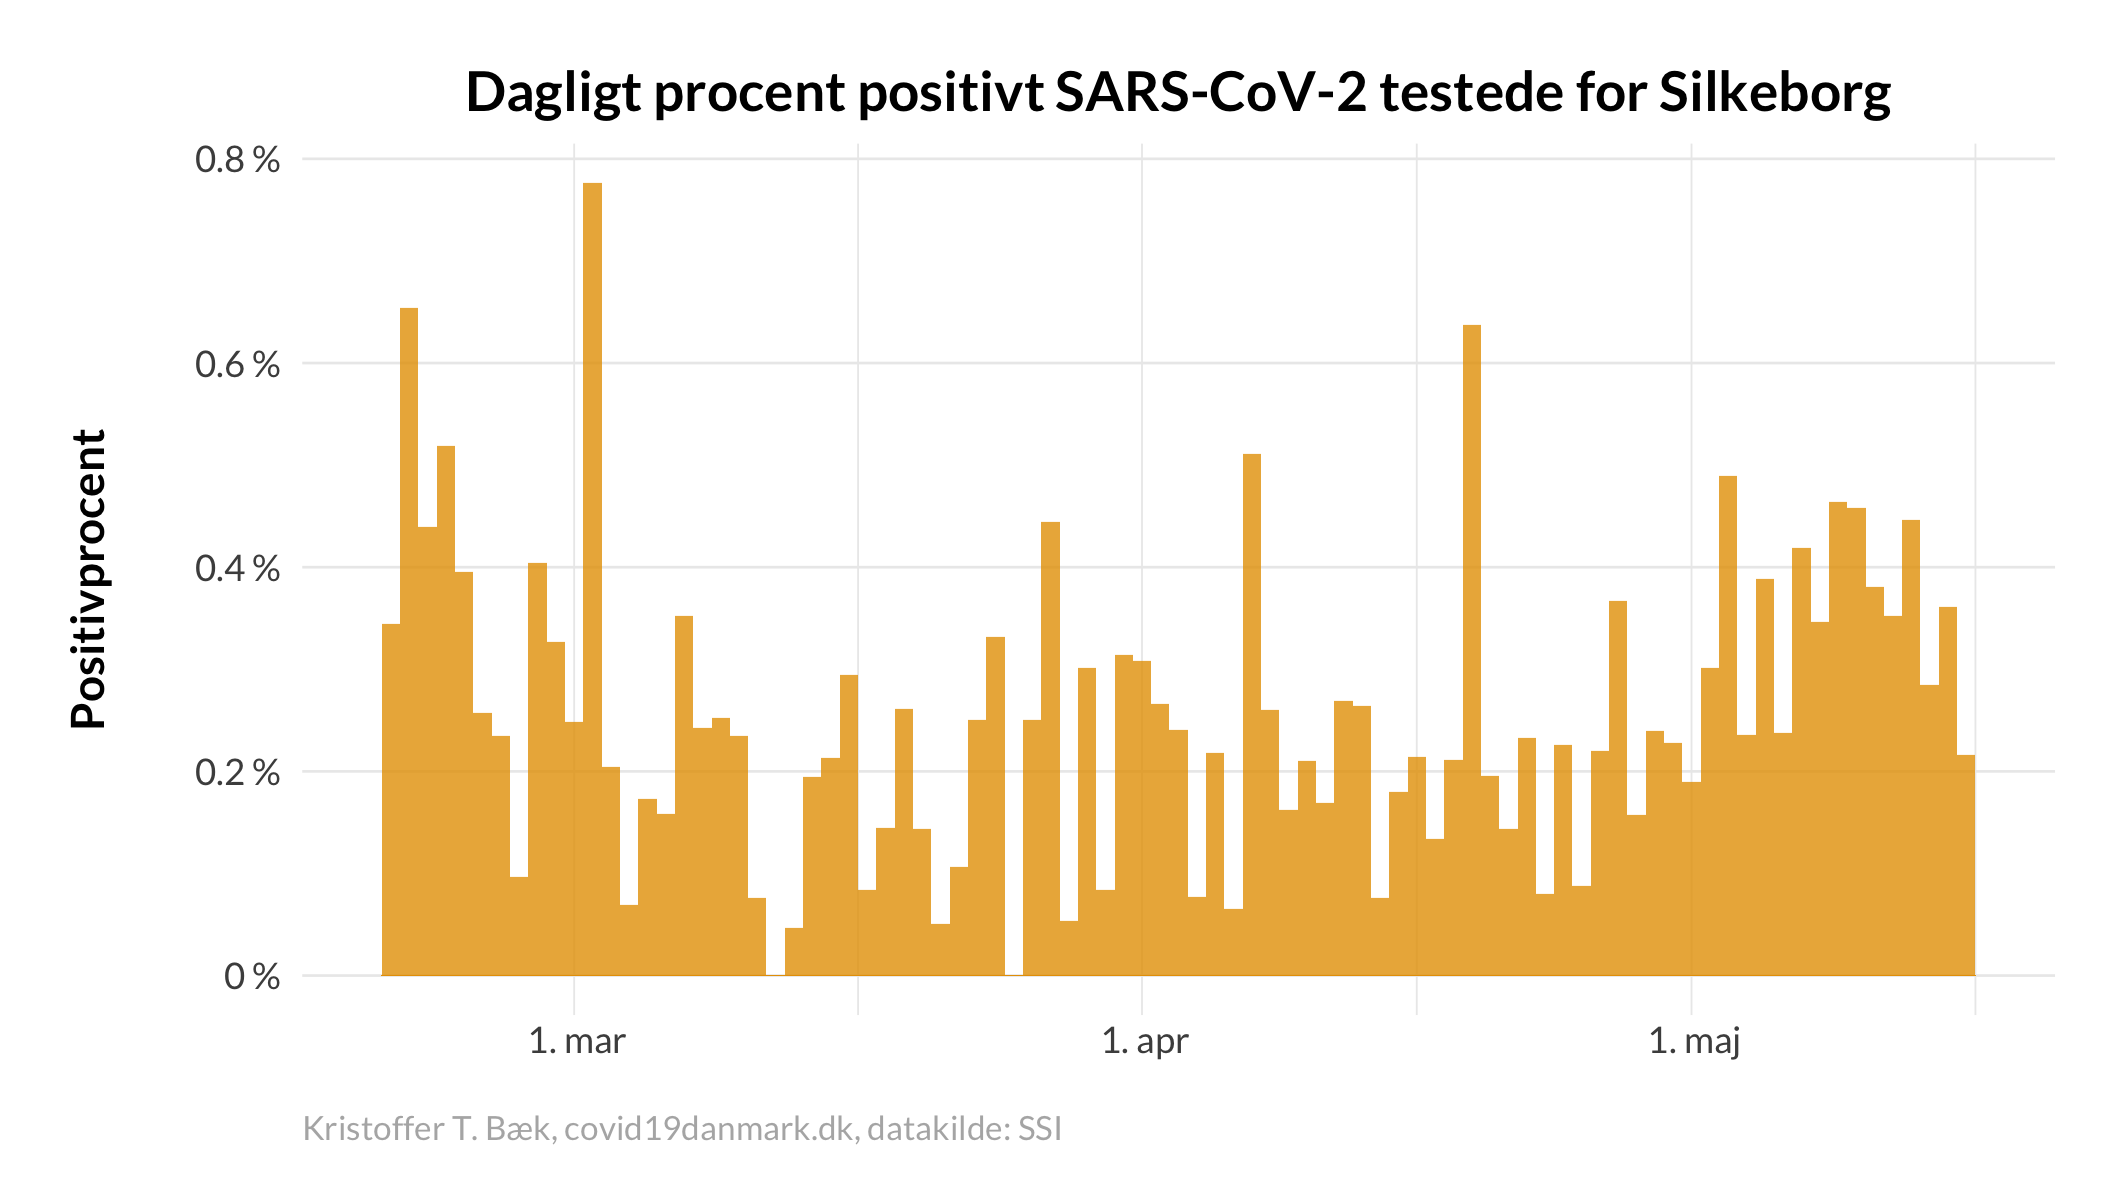 Dagligt procent positivt SARS-CoV-2 testede for Silkeborg
Positivprocent
0.8 %
0.6 %
0.4 %
0.2 %
0 %
1. mar
1. apr
1. maj
Kristoffer T. Bæk, covid19danmark.dk, datakilde: SSI